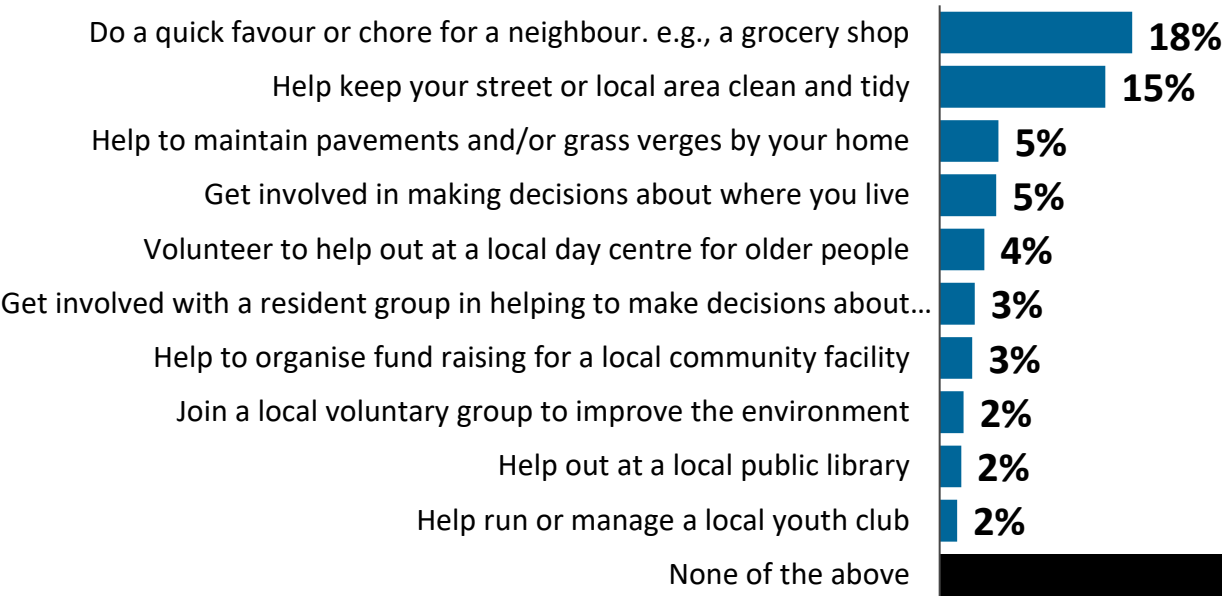 Do a quick favour or chore for a neighbour. e.g., a grocery shop 18%
Help keep your street or local area clean and tidy 15%
Help to maintain pavements and/or grass verges by your home 5%
Get involved in making decisions about where you live 5%
Volunteer to help out at a local day centre for older people 4%
Get involved with a resident group in helping to make decisions about... 3%
Help to organise fund raising for a local community facility 3%
Join a local voluntary group to improve the environment 2%
Help out at a local public library 2%
Help run or manage a local youth club 2%
None of the above